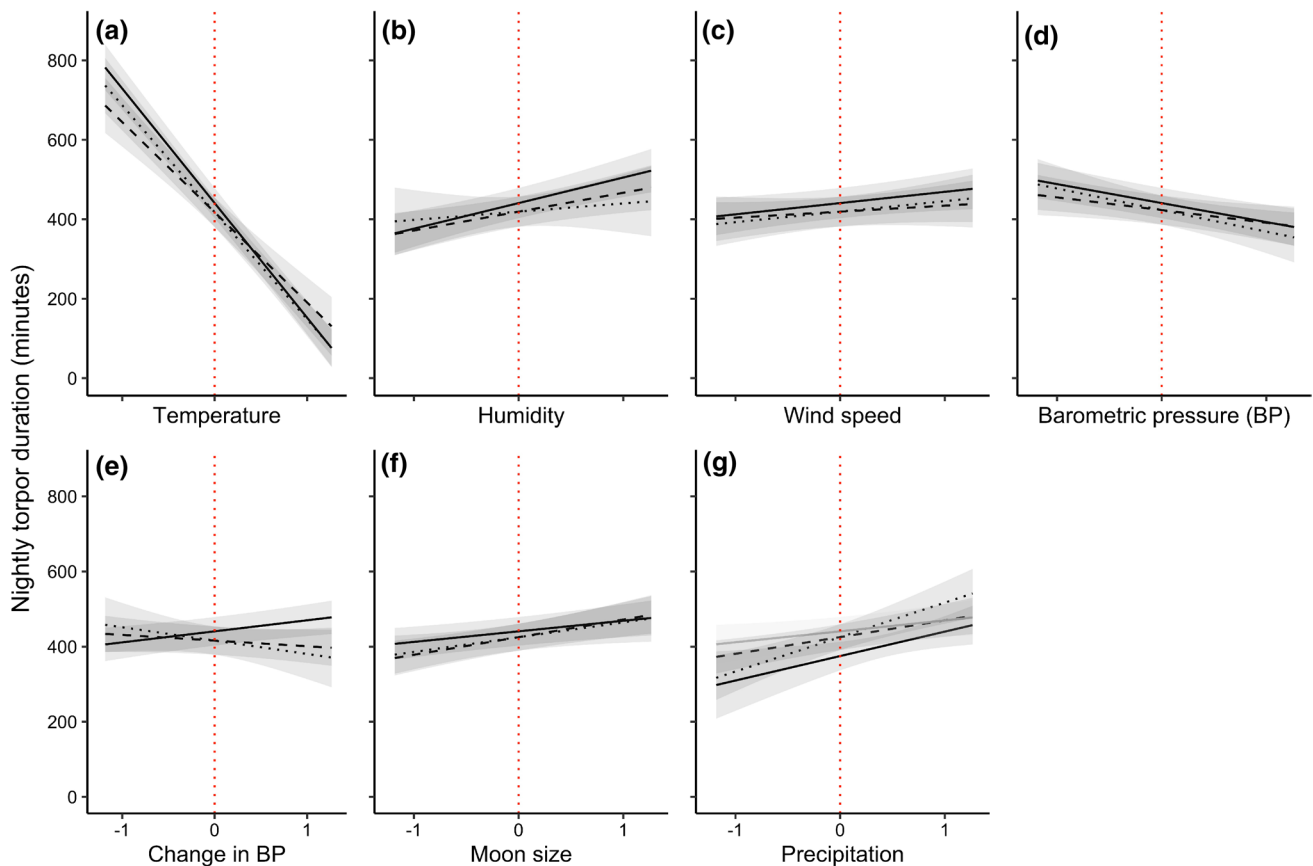 (a) (b) (c) (d)
800
600
400
200
0
Temperature Humidity Wind speed Barometric pressure (BP)
Nightly torpor duration (minutes)
(e) (f) (g)
800
600
400
200
0
-1 0 1 -1 0 1 -1 0 1
Change in BP Moon size Precipitation